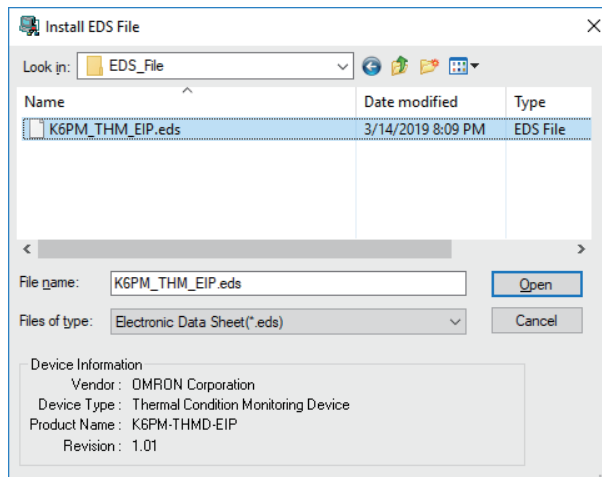 Install EDS File
Look in: EDS_File
Name Date modified Type
K6PM_THM_EIP.eds 3/14/2019 8:09 PM EDS File
File name: K6PM_THM_EIP.eds Open
Files of type: Electronic Data Sheet(*.eds) Cancel
Device Information
Vendor : OMRON Corporation
Device Type : Thermal Condition Monitoring Device
Product Name : K6PM-THMD-EIP
Revision : 1.01